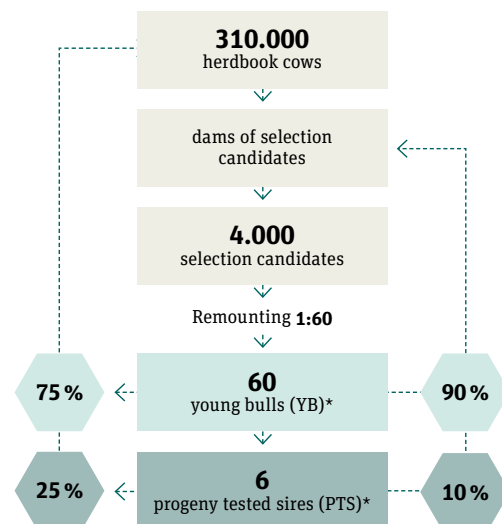 310.000
herdbook cows
dams of selection
candidates
4.000
selection candidates
Remounting 1:60
75 %
60
young bulls (YB)*
90 %
25 %
6
progeny tested sires (PTS)*
10 %